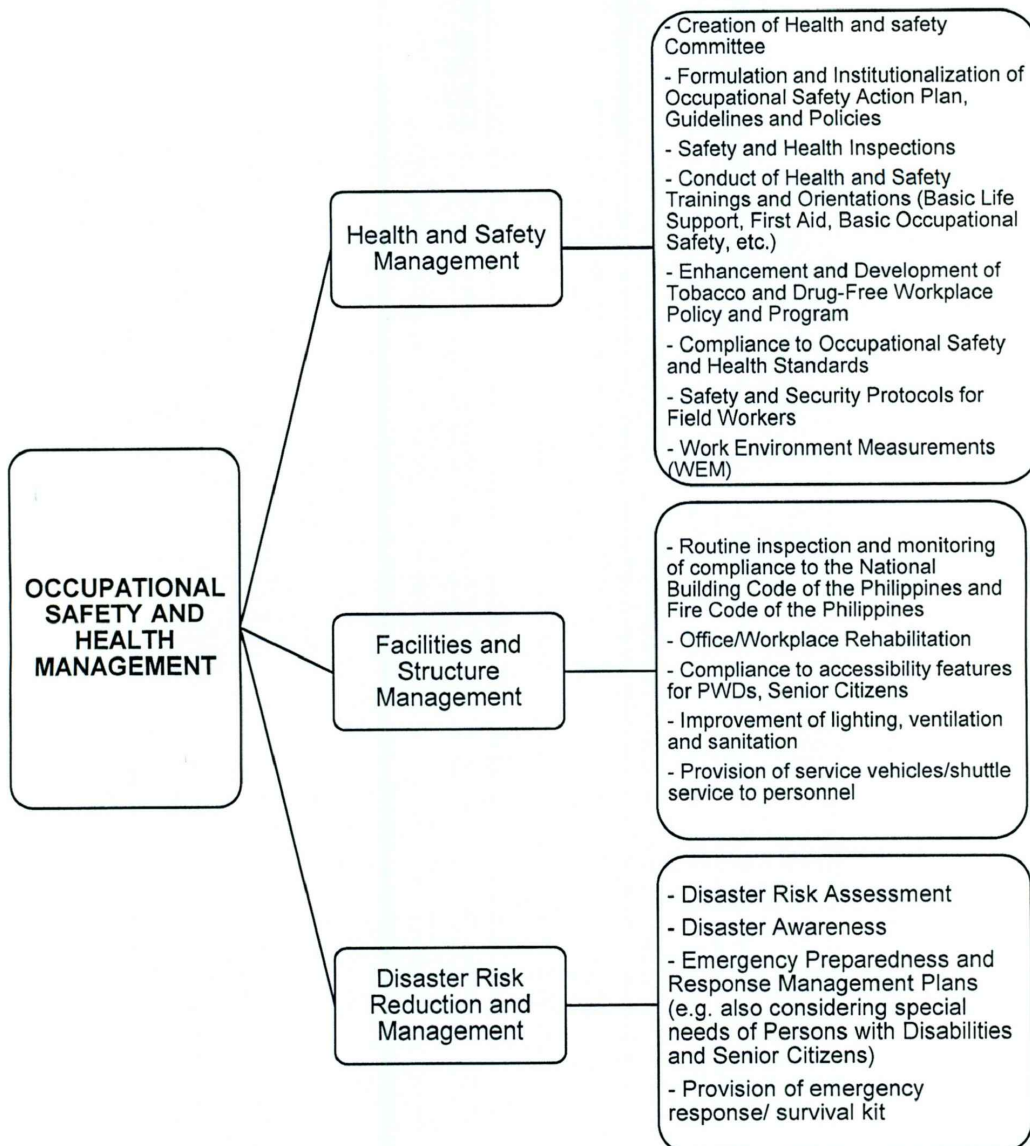 OCCUPATIONAL
SAFETY AND
HEALTH
MANAGEMENT
Health and Safety
Management
- Creation of Health and safety
Committee
- Formulation and Institutionalization of
Occupational Safety Action Plan,
Guidelines and Policies
- Safety and Health Inspections
- Conduct of Health and Safety
Trainings and Orientations (Basic Life
Support, First Aid, Basic Occupational
Safety, etc.)
- Enhancement and Development of
Tobacco and Drug-Free Workplace
Policy and Program
- Compliance to Occupational Safety
and Health Standards
- Safety and Security Protocols for
Field Workers
- Work Environment Measurements
(WEM)
Facilities and
Structure
Management
- Routine inspection and monitoring
of compliance to the National
Building Code of the Philippines and
Fire Code of the Philippines
- Office/Workplace Rehabilitation
- Compliance to accessibility features
for PWDs, Senior Citizens
- Improvement of lighting, ventilation
and sanitation
- Provision of service vehicles/shuttle
service to personnel
Disaster Risk
Reduction and
Management
- Disaster Risk Assessment
- Disaster Awareness
- Emergency Preparedness and
Response Management Plans
(e.g. also considering special
needs of Persons with Disabilities
and Senior Citizens)
- Provision of emergency
response/ survival kit